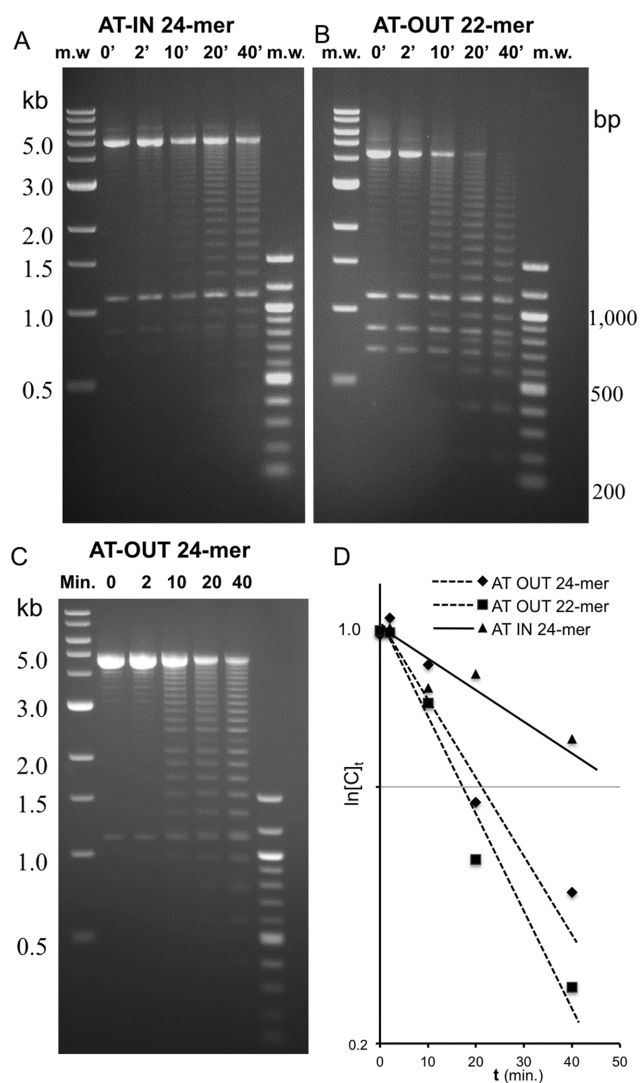 A AT-IN 24-mer
m.w 0' 2' 10' 20' 40' m.w.
kb
5.0
3.0
2.0
1.5
1.0
0.5
B AT-OUT 22-mer
m.w. 0' 2' 10' 20' 40' m.w.
bp
1,000
500
200
C AT-OUT 24-mer
Min. 0 2 10 20 40
kb
5.0
3.0
2.0
1.5
1.0
0.5
D
AT OUT 24-mer
AT OUT 22-mer
AT IN 24-mer
1.0
ln[C]t
0.2
0 10 20 30 40 50
t (min.)